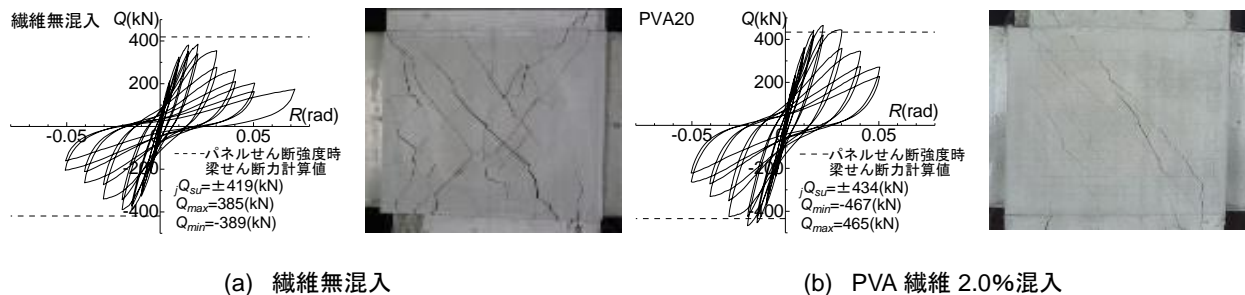 繊維無混入
Q(kN)
400
200
R(rad)
-0.05
0.05
パネルせん断強度時
梁せん断力計算値
-200
jQsu=±419(kN)
Qmax=385(kN)
-400
Qmin=-389(kN)
PVA20
Q(kN)
400
200
R(rad)
-0.05
0.05
パネルせん断強度時
梁せん断力計算値
-200
jQsu=±434(kN)
Qmin=-467(kN)
-400
Qmax=465(kN)
(a) 繊維無混入
(b) PVA 繊維 2.0%混入